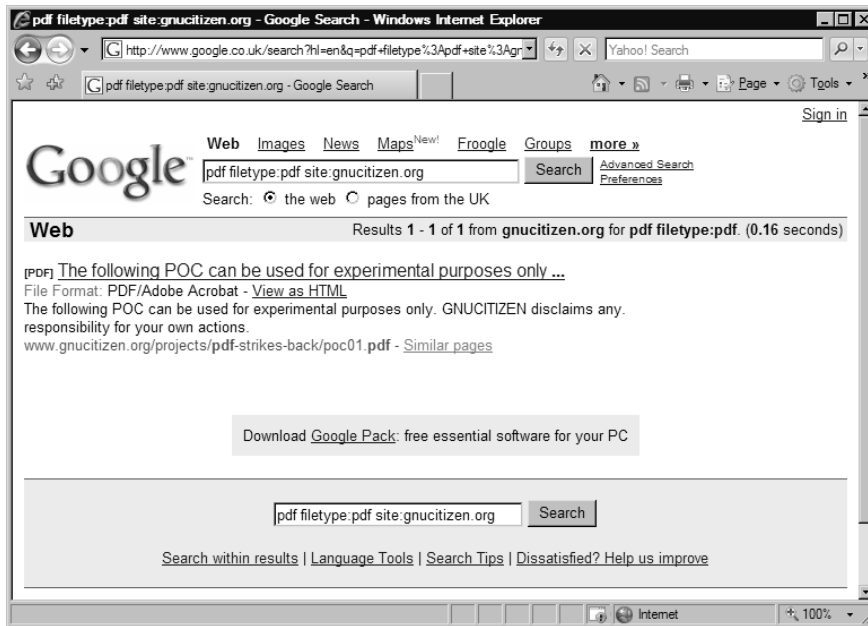 pdf filetype:pdf site:gnucitizen.org - Google Search - Windows Internet Explorer
http://www.google.co.uk/search?hl=en&q=pdf+filetype%3Apdf+site%3Agr
Yahoo! Search
pdf filetype:pdf site:gnucitizen.org - Google Search
Page
Tools
»
Sign in
Google™
Web Images News Maps New! Froogle Groups more »
pdf filetype:pdf site:gnucitizen.org Search Advanced Search
Preferences
Search: the web pages from the UK
Web Results 1 - 1 of 1 from gnucitizen.org for pdf filetype:pdf. (0.16 seconds)
[PDF] The following POC can be used for experimental purposes only ...
File Format: PDF/Adobe Acrobat - View as HTML
The following POC can be used for experimental purposes only. GNUCITIZEN disclaims any.
responsibility for your own actions.
www.gnucitizen.org/projects/pdf-strikes-back/poc01.pdf - Similar pages
Download Google Pack: free essential software for your PC
pdf filetype:pdf site:gnucitizen.org Search
Search within results | Language Tools | Search Tips | Dissatisfied? Help us improve
Internet 100%